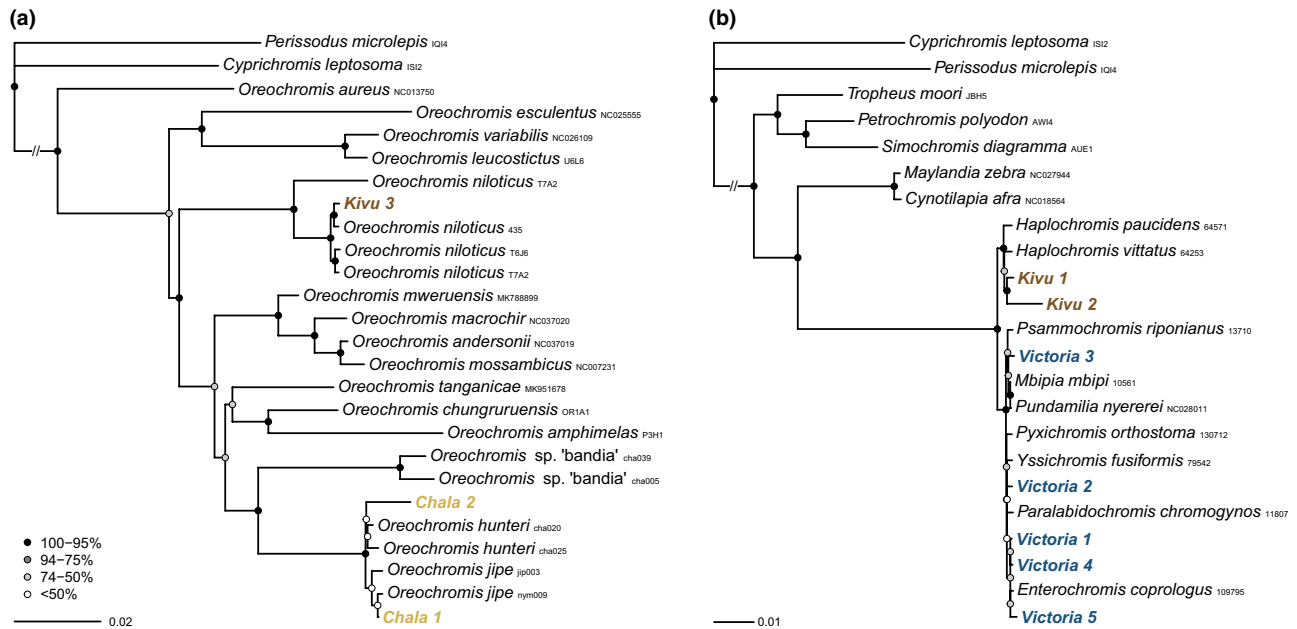 (a)
Perissodus microlepis IQI4
Cyprichromis leptosoma ISI2
Oreochromis aureus NC013750
Oreochromis esculentus NC025555
Oreochromis variabilis NC026109
Oreochromis leucostictus U6L6
Oreochromis niloticus T7A2
Kivu 3
Oreochromis niloticus 435
Oreochromis niloticus T6J6
Oreochromis niloticus T7A2
Oreochromis mweruensis MK788899
Oreochromis macrochir NC037020
Oreochromis andersonii NC037019
Oreochromis mossambicus NC007231
Oreochromis tanganicae MK951678
Oreochromis chungruruensis OR1A1
Oreochromis amphimelas P3H1
Oreochromis sp. 'bandia' cha039
Oreochromis sp. 'bandia' cha005
Chala 2
Oreochromis hunteri cha020
Oreochromis hunteri cha025
Oreochromis jipe jip003
Oreochromis jipe nym009
Chala 1
//
100–95%
94–75%
74–50%
<50%
0.02
(b)
Cyprichromis leptosoma ISI2
Perissodus microlepis IQI4
Tropheus moori JBH5
Petrochromis polyodon AWI4
Simochromis diagramma AUE1
Maylandia zebra NC027944
Cynotilapia afra NC018564
Haplochromis paucidens 64571
Haplochromis vittatus 64253
Kivu 1
Kivu 2
Psammochromis riponianus 13710
Victoria 3
Mbipia mbipi 10561
Pundamilia nyererei NC028011
Pyxichromis orthostoma 130712
Yssichromis fusiformis 79542
Victoria 2
Paralabidochromis chromogynos 11807
Victoria 1
Victoria 4
Enterochromis coprologus 109795
Victoria 5
//
0.01